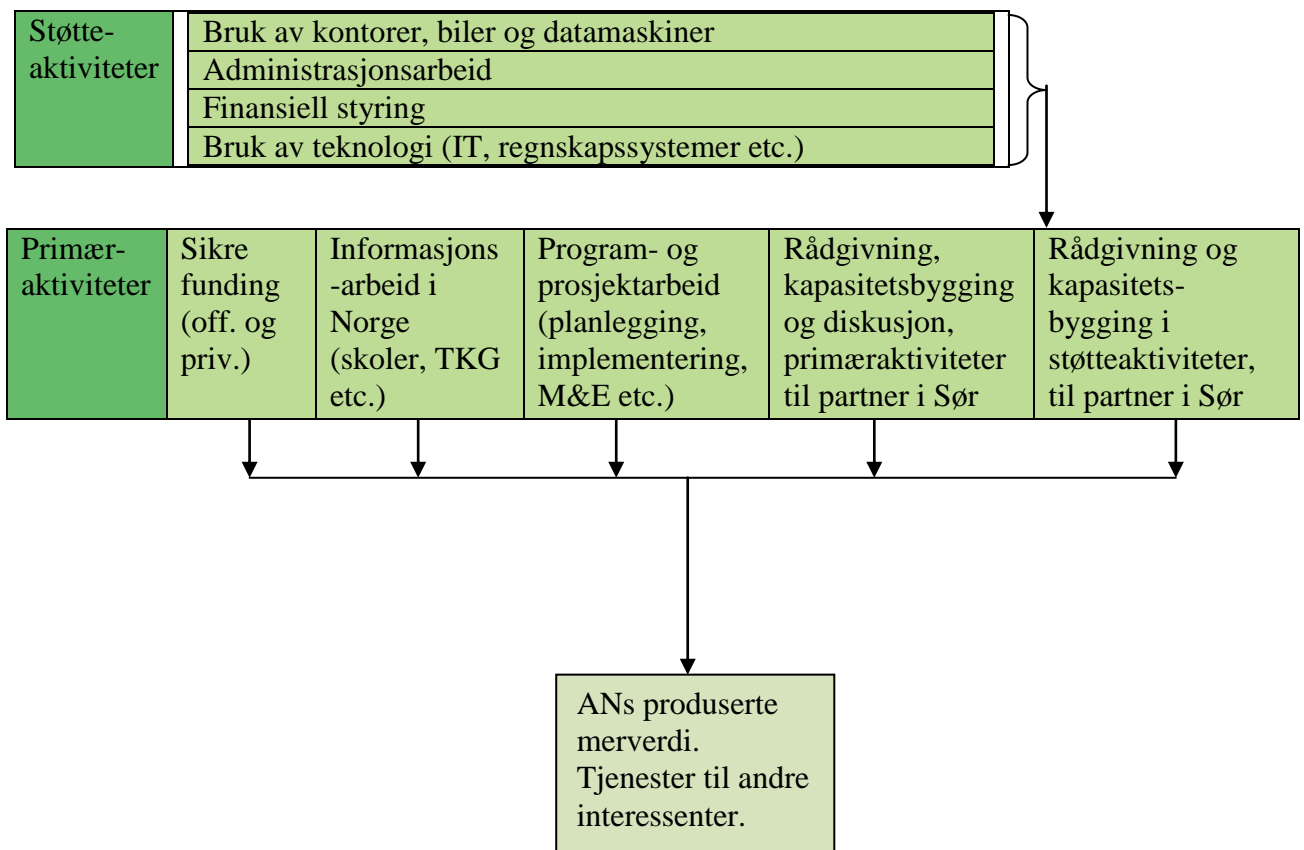 Støtte-
aktiviteter
Bruk av kontorer, biler og datamaskiner
Administrasjonsarbeid
Finansiell styring
Bruk av teknologi (IT, regnskapssystemer etc.)
Primær-
aktiviteter
Sikre
funding
(off. og
priv.)
Informasjons
-arbeid i
Norge
(skoler, TKG
etc.)
Program- og
prosjektarbeid
(planlegging,
implementering,
M&E etc.)
Rådgivning,
kapasitetsbygging
og diskusjon,
primæraktiviteter
til partner i Sør
Rådgivning og
kapasitets-
bygging i
støtteaktiviteter,
til partner i Sør
ANs produserte
merverdi.
Tjenester til andre
interessenter.